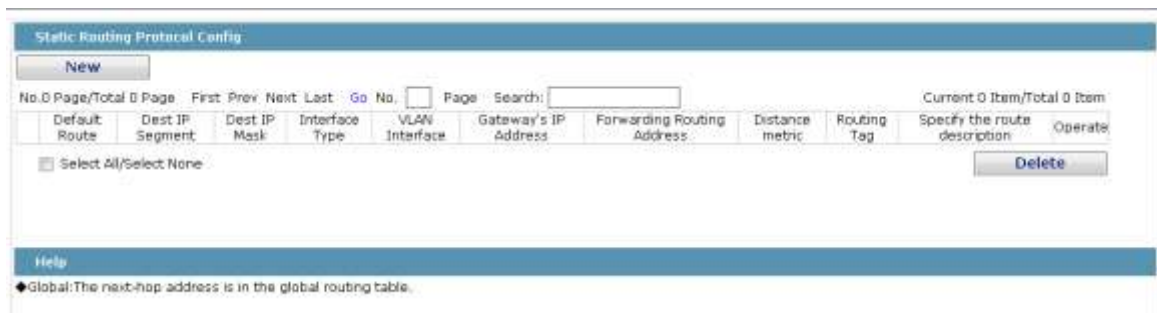 Static Routing Protocol Config
New
No.0 Page/Total 0 Page First Prev Next Last Go No. Page Search: Current 0 Item/Total 0 Item
Default Route Dest IP Segment Dest IP Mask Interface Type VLAN Interface Gateway's IP Address Forwarding Routing Address Distance metric Routing Tag Specify the route description Operate
Select All/Select None Delete
Help
◆Global:The next-hop address is in the global routing table.